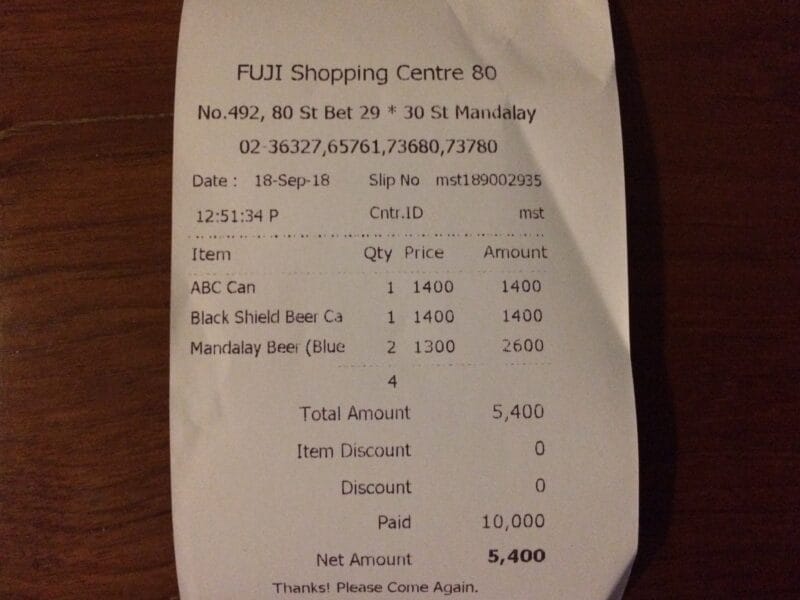 FUJI Shopping Centre 80
No.492, 80 St Bet 29 * 30 St Mandalay
02-36327,65761,73680,73780
Date : 18-Sep-18 Slip No mst189002935
12:51:34 P Cntr.ID mst
Item Qty Price Amount
ABC Can 1 1400 1400
Black Shield Beer Ca 1 1400 1400
Mandalay Beer (Blue 2 1300 2600
4
Total Amount 5,400
Item Discount 0
Discount 0
Paid 10,000
Net Amount 5,400
Thanks! Please Come Again.